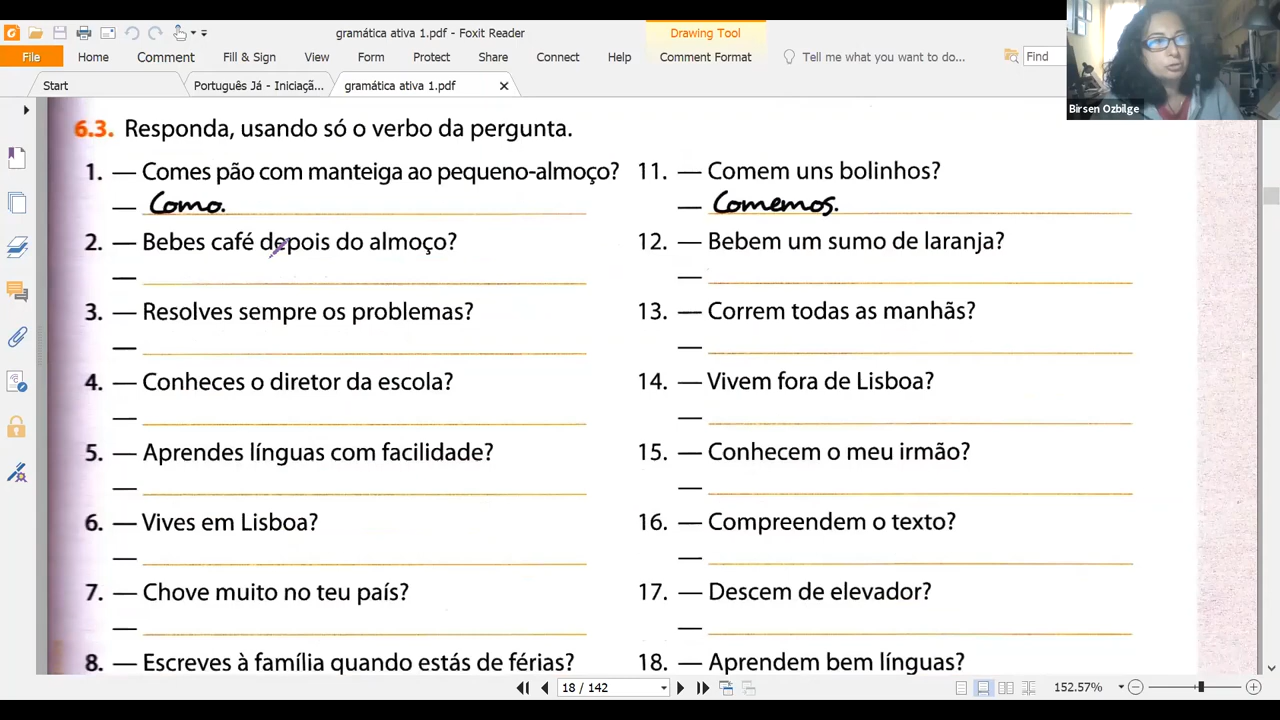 gramática ativa 1.pdf - Foxit Reader
Drawing Tool
File Home Comment Fill & Sign View Form Protect Share Connect Help Comment Format Tell me what you want to do... Find
Birsen Ozbilge
Start Português Já - Iniciaçã... gramática ativa 1.pdf
6.3. Responda, usando só o verbo da pergunta.
1. — Comes pão com manteiga ao pequeno-almoço?
— Como.
2. — Bebes café depois do almoço?
—
3. — Resolves sempre os problemas?
—
4. — Conheces o diretor da escola?
—
5. — Aprendes línguas com facilidade?
—
6. — Vives em Lisboa?
—
7. — Chove muito no teu país?
—
8. — Escreves à família quando estás de férias?
11. — Comem uns bolinhos?
— Comemos.
12. — Bebem um sumo de laranja?
—
13. — Correm todas as manhãs?
—
14. — Vivem fora de Lisboa?
—
15. — Conhecem o meu irmão?
—
16. — Compreendem o texto?
—
17. — Descem de elevador?
—
18. — Aprendem bem línguas?
18 / 142
152.57%